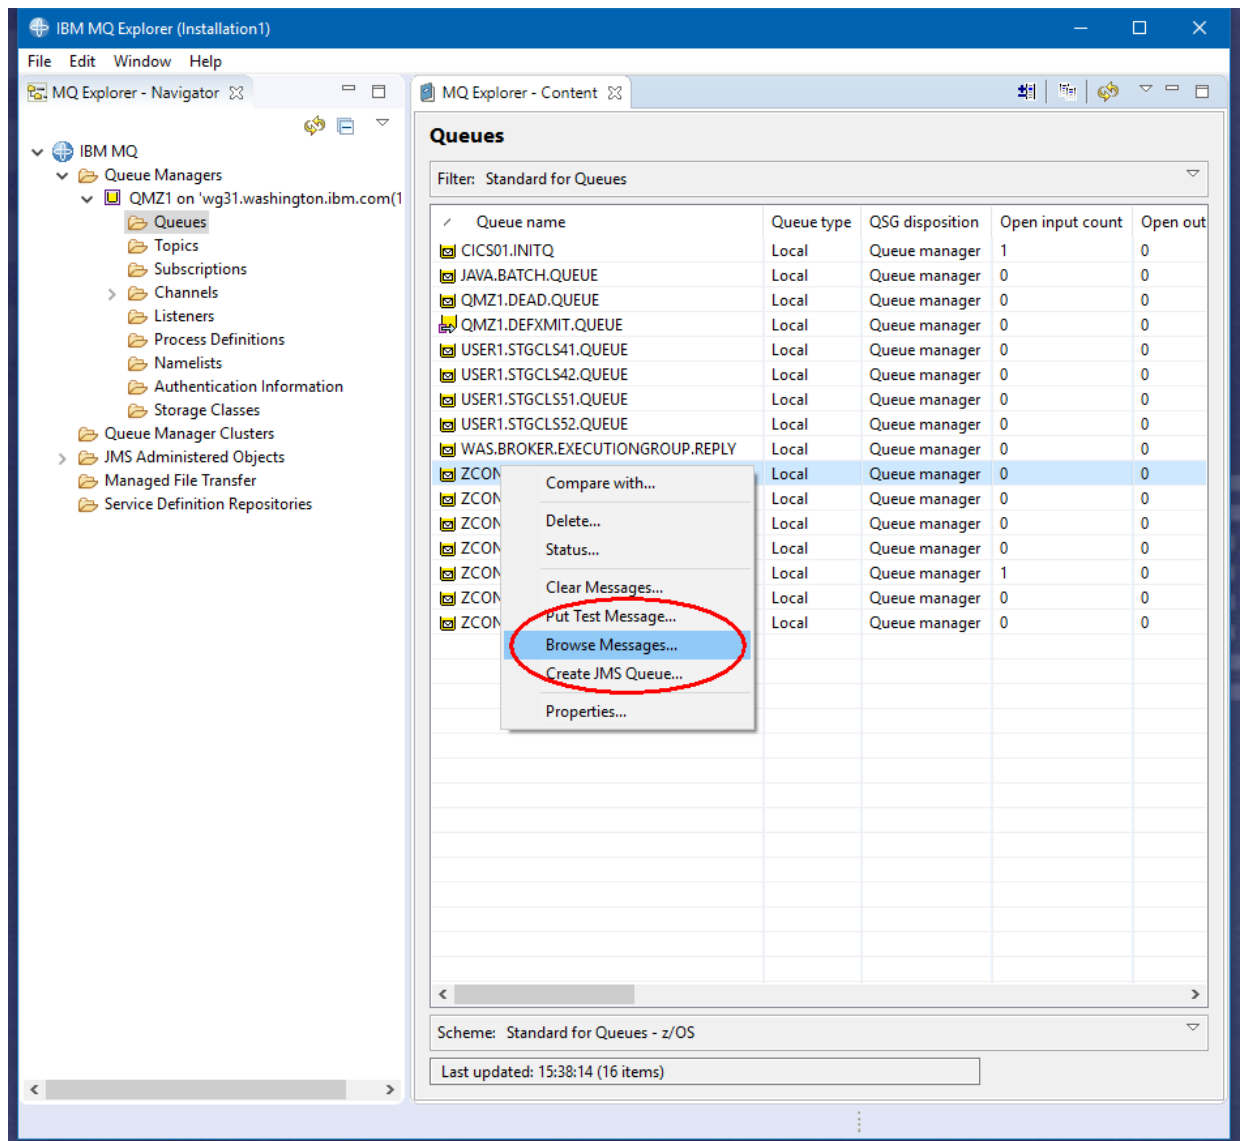 IBM MQ Explorer (Installation1)
File Edit Window Help
MQ Explorer - Navigator
IBM MQ
Queue Managers
QMZ1 on 'wg31.washington.ibm.com(1
Queues
Topics
Subscriptions
Channels
Listeners
Process Definitions
Namelists
Authentication Information
Storage Classes
Queue Manager Clusters
JMS Administered Objects
Managed File Transfer
Service Definition Repositories
MQ Explorer - Content
Queues
Filter: Standard for Queues
Queue name Queue type QSG disposition Open input count Open out
CICS01.INITQ Local Queue manager 1 0
JAVA.BATCH.QUEUE Local Queue manager 0 0
QMZ1.DEAD.QUEUE Local Queue manager 0 0
QMZ1.DEFXMIT.QUEUE Local Queue manager 0 0
USER1.STGCLS41.QUEUE Local Queue manager 0 0
USER1.STGCLS42.QUEUE Local Queue manager 0 0
USER1.STGCLS51.QUEUE Local Queue manager 0 0
USER1.STGCLS52.QUEUE Local Queue manager 0 0
WAS.BROKER.EXECUTIONGROUP.REPLY Local Queue manager 0 0
ZCON Local Queue manager 0 0
ZCON Local Queue manager 0 0
ZCON Local Queue manager 0 0
ZCON Local Queue manager 0 0
ZCON Local Queue manager 1 0
ZCON Local Queue manager 0 0
ZCON Local Queue manager 0 0
Compare with...
Delete...
Status...
Clear Messages...
Put Test Message...
Browse Messages...
Create JMS Queue...
Properties...
Scheme: Standard for Queues - z/OS
Last updated: 15:38:14 (16 items)